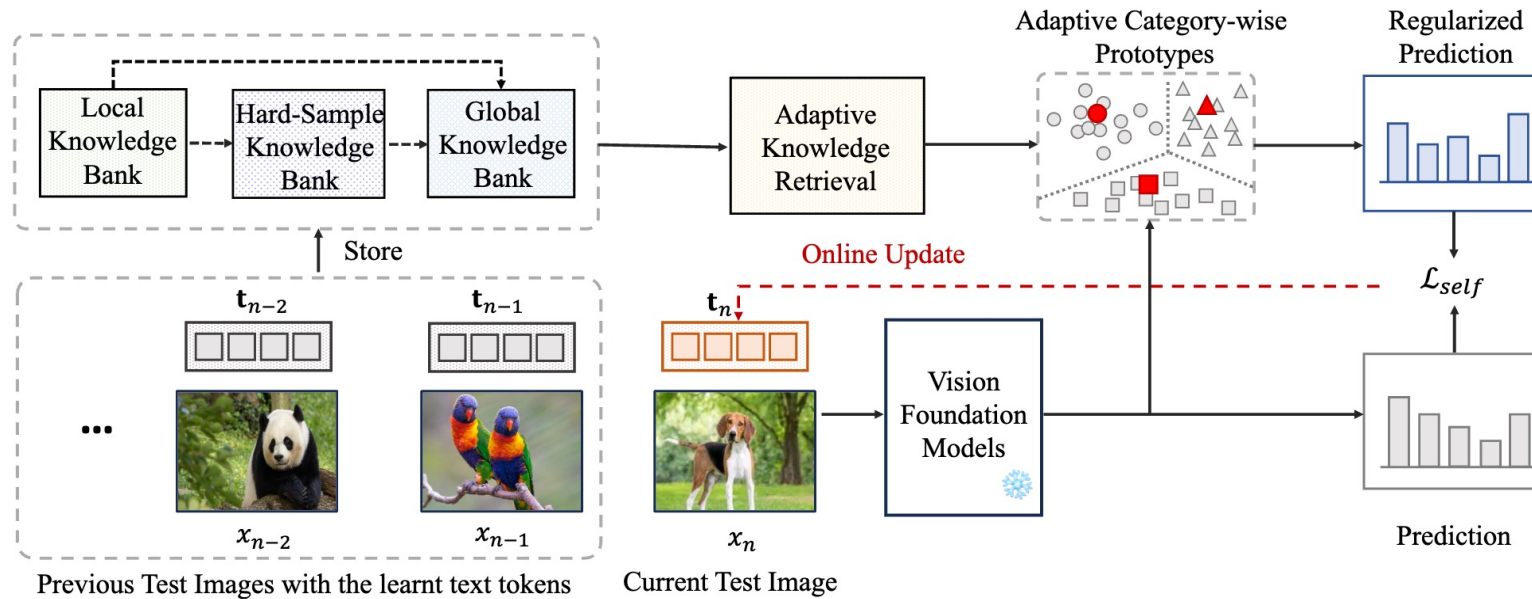 Local
Knowledge
Bank
Hard-Sample
Knowledge
Bank
Global
Knowledge
Bank
Adaptive
Knowledge
Retrieval
Adaptive Category-wise
Prototypes
Regularized
Prediction
Store
Online Update
ℒ_self
t_{n−2}
t_{n−1}
t_n
...
Vision
Foundation
Models
x_{n−2}
x_{n−1}
x_n
Prediction
Previous Test Images with the learnt text tokens
Current Test Image